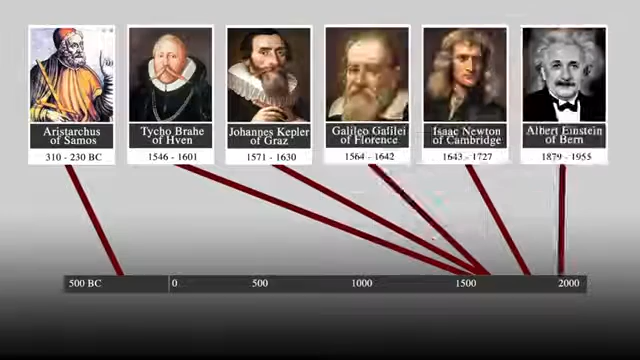 Aristarchus
of Samos
310 - 230 BC
Tycho Brahe
of Hven
1546 - 1601
Johannes Kepler
of Graz
1571 - 1630
Galileo Galilei
of Florence
1564 - 1642
Isaac Newton
of Cambridge
1643 - 1727
Albert Einstein
of Bern
1879 - 1955
500 BC 0 500 1000 1500 2000